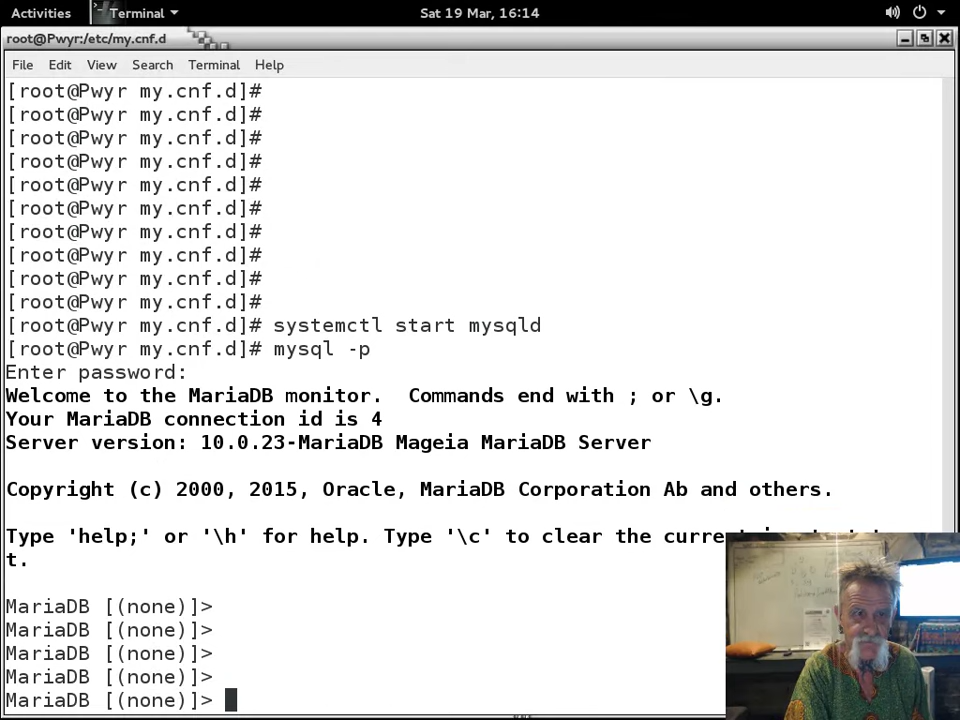 Activities Terminal Sat 19 Mar, 16:14
root@Pwyr:/etc/my.cnf.d
File Edit View Search Terminal Help
[root@Pwyr my.cnf.d]#
[root@Pwyr my.cnf.d]#
[root@Pwyr my.cnf.d]#
[root@Pwyr my.cnf.d]#
[root@Pwyr my.cnf.d]#
[root@Pwyr my.cnf.d]#
[root@Pwyr my.cnf.d]#
[root@Pwyr my.cnf.d]#
[root@Pwyr my.cnf.d]#
[root@Pwyr my.cnf.d]#
[root@Pwyr my.cnf.d]# systemctl start mysqld
[root@Pwyr my.cnf.d]# mysql -p
Enter password:
Welcome to the MariaDB monitor.  Commands end with ; or \g.
Your MariaDB connection id is 4
Server version: 10.0.23-MariaDB Mageia MariaDB Server
Copyright (c) 2000, 2015, Oracle, MariaDB Corporation Ab and others.
Type 'help;' or '\h' for help. Type '\c' to clear the current
t.
MariaDB [(none)]>
MariaDB [(none)]>
MariaDB [(none)]>
MariaDB [(none)]>
MariaDB [(none)]>